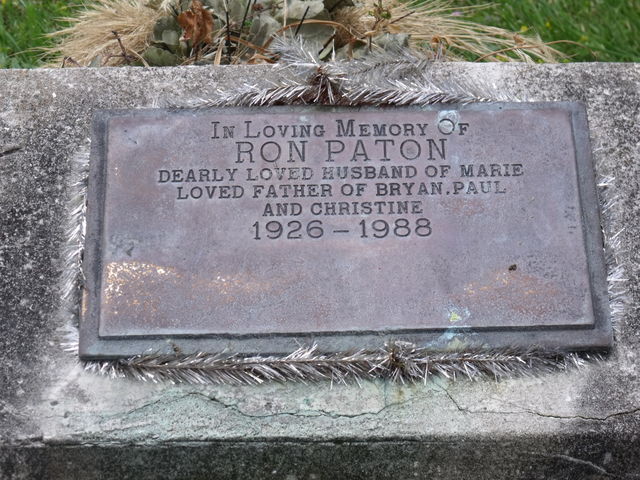 In Loving Memory Of
RON PATON
DEARLY LOVED HUSBAND OF MARIE
LOVED FATHER OF BRYAN, PAUL
AND CHRISTINE
1926 - 1988